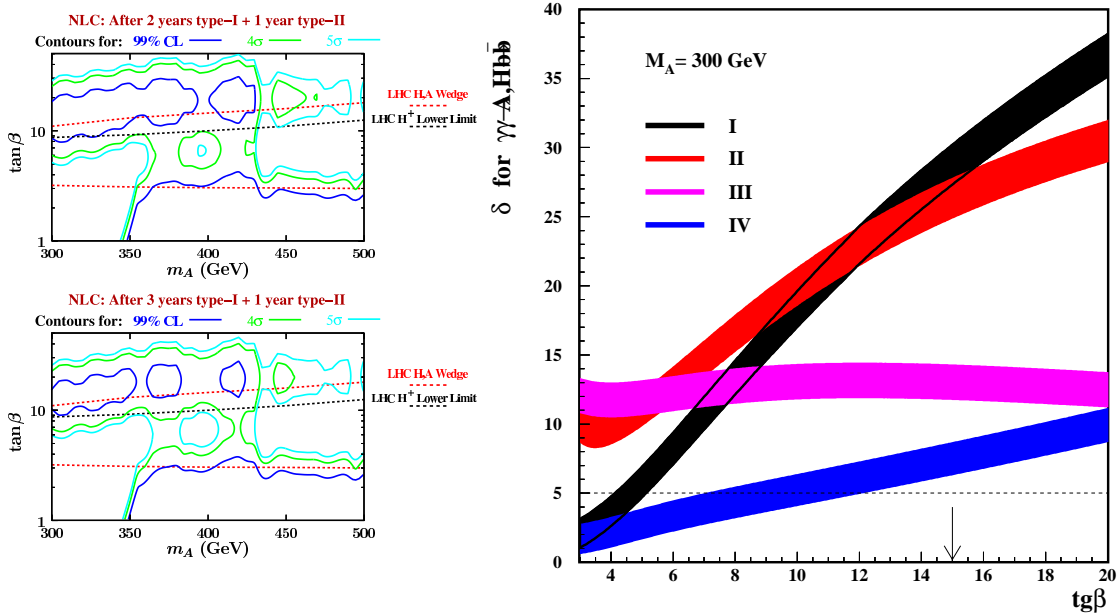 NLC: After 2 years type-I + 1 year type-II
Contours for: 99% CL 4σ 5σ
tanβ
10
1
300 350 400 450 500
m_A (GeV)
LHC H,A Wedge
LHC H⁺ Lower Limit
NLC: After 3 years type-I + 1 year type-II
Contours for: 99% CL 4σ 5σ
tanβ
10
1
300 350 400 450 500
m_A (GeV)
LHC H,A Wedge
LHC H⁺ Lower Limit
δ for γγ→A,H→bb̄
40
35
30
25
20
15
10
5
0
M_A= 300 GeV
I
II
III
IV
4 6 8 10 12 14 16 18 20
tgβ